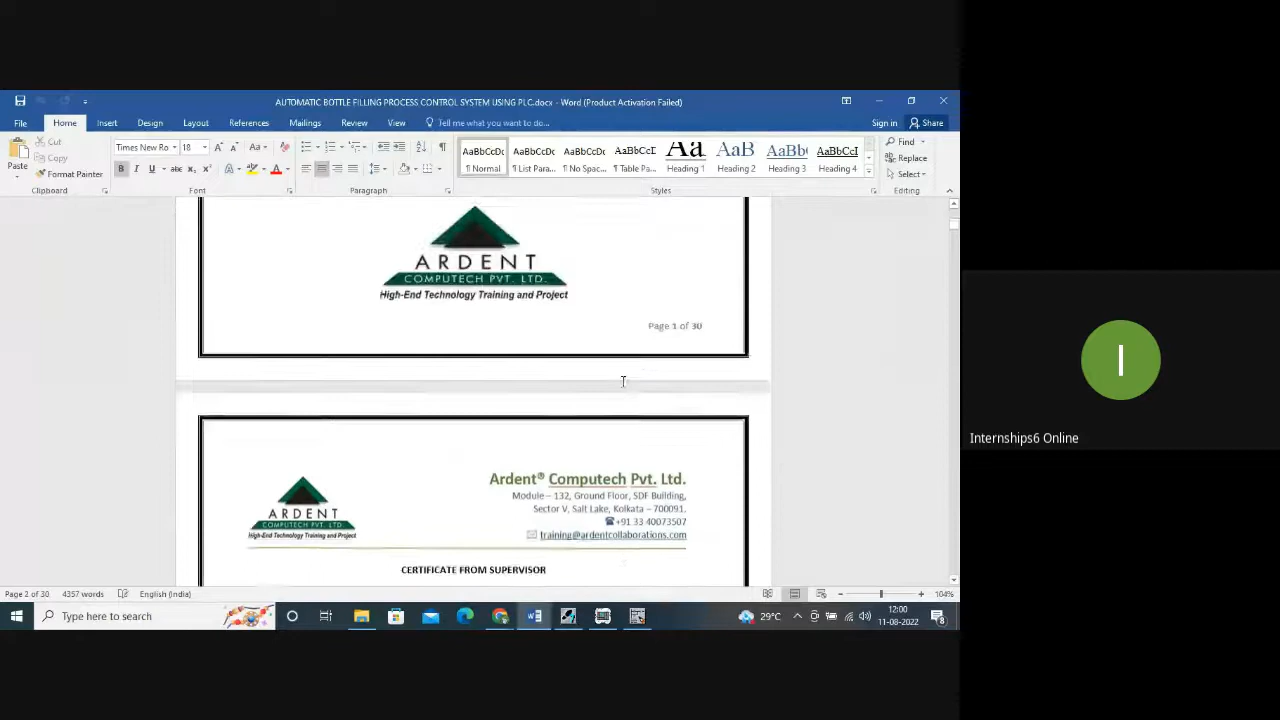 AUTOMATIC BOTTLE FILLING PROCESS CONTROL SYSTEM USING PLC.docx - Word (Product Activation Failed)
File Home Insert Design Layout References Mailings Review View Tell me what you want to do... Sign in Share
Cut
Copy
Format Painter
Paste
Clipboard
Times New Ro 18
Font
Paragraph
AaBbCcDc AaBbCcDc AaBbCcDc AaBbCcI Aa AaB AaBb( AaBbCcI
¶ Normal ¶ List Para... ¶ No Spac... ¶ Table Pa... Heading 1 Heading 2 Heading 3 Heading 4
Styles
Find
Replace
Select
Editing
ARDENT
COMPUTECH PVT. LTD.
High-End Technology Training and Project
Page 1 of 30
ARDENT
COMPUTECH PVT. LTD.
High-End Technology Training and Project
Ardent® Computech Pvt. Ltd.
Module – 132, Ground Floor, SDF Building,
Sector V, Salt Lake, Kolkata – 700091.
+91 33 40073507
training@ardentcollaborations.com
CERTIFICATE FROM SUPERVISOR
Page 2 of 30 4357 words English (India) 104%
Type here to search
29°C
12:00
11-08-2022
8
I
Internships6 Online